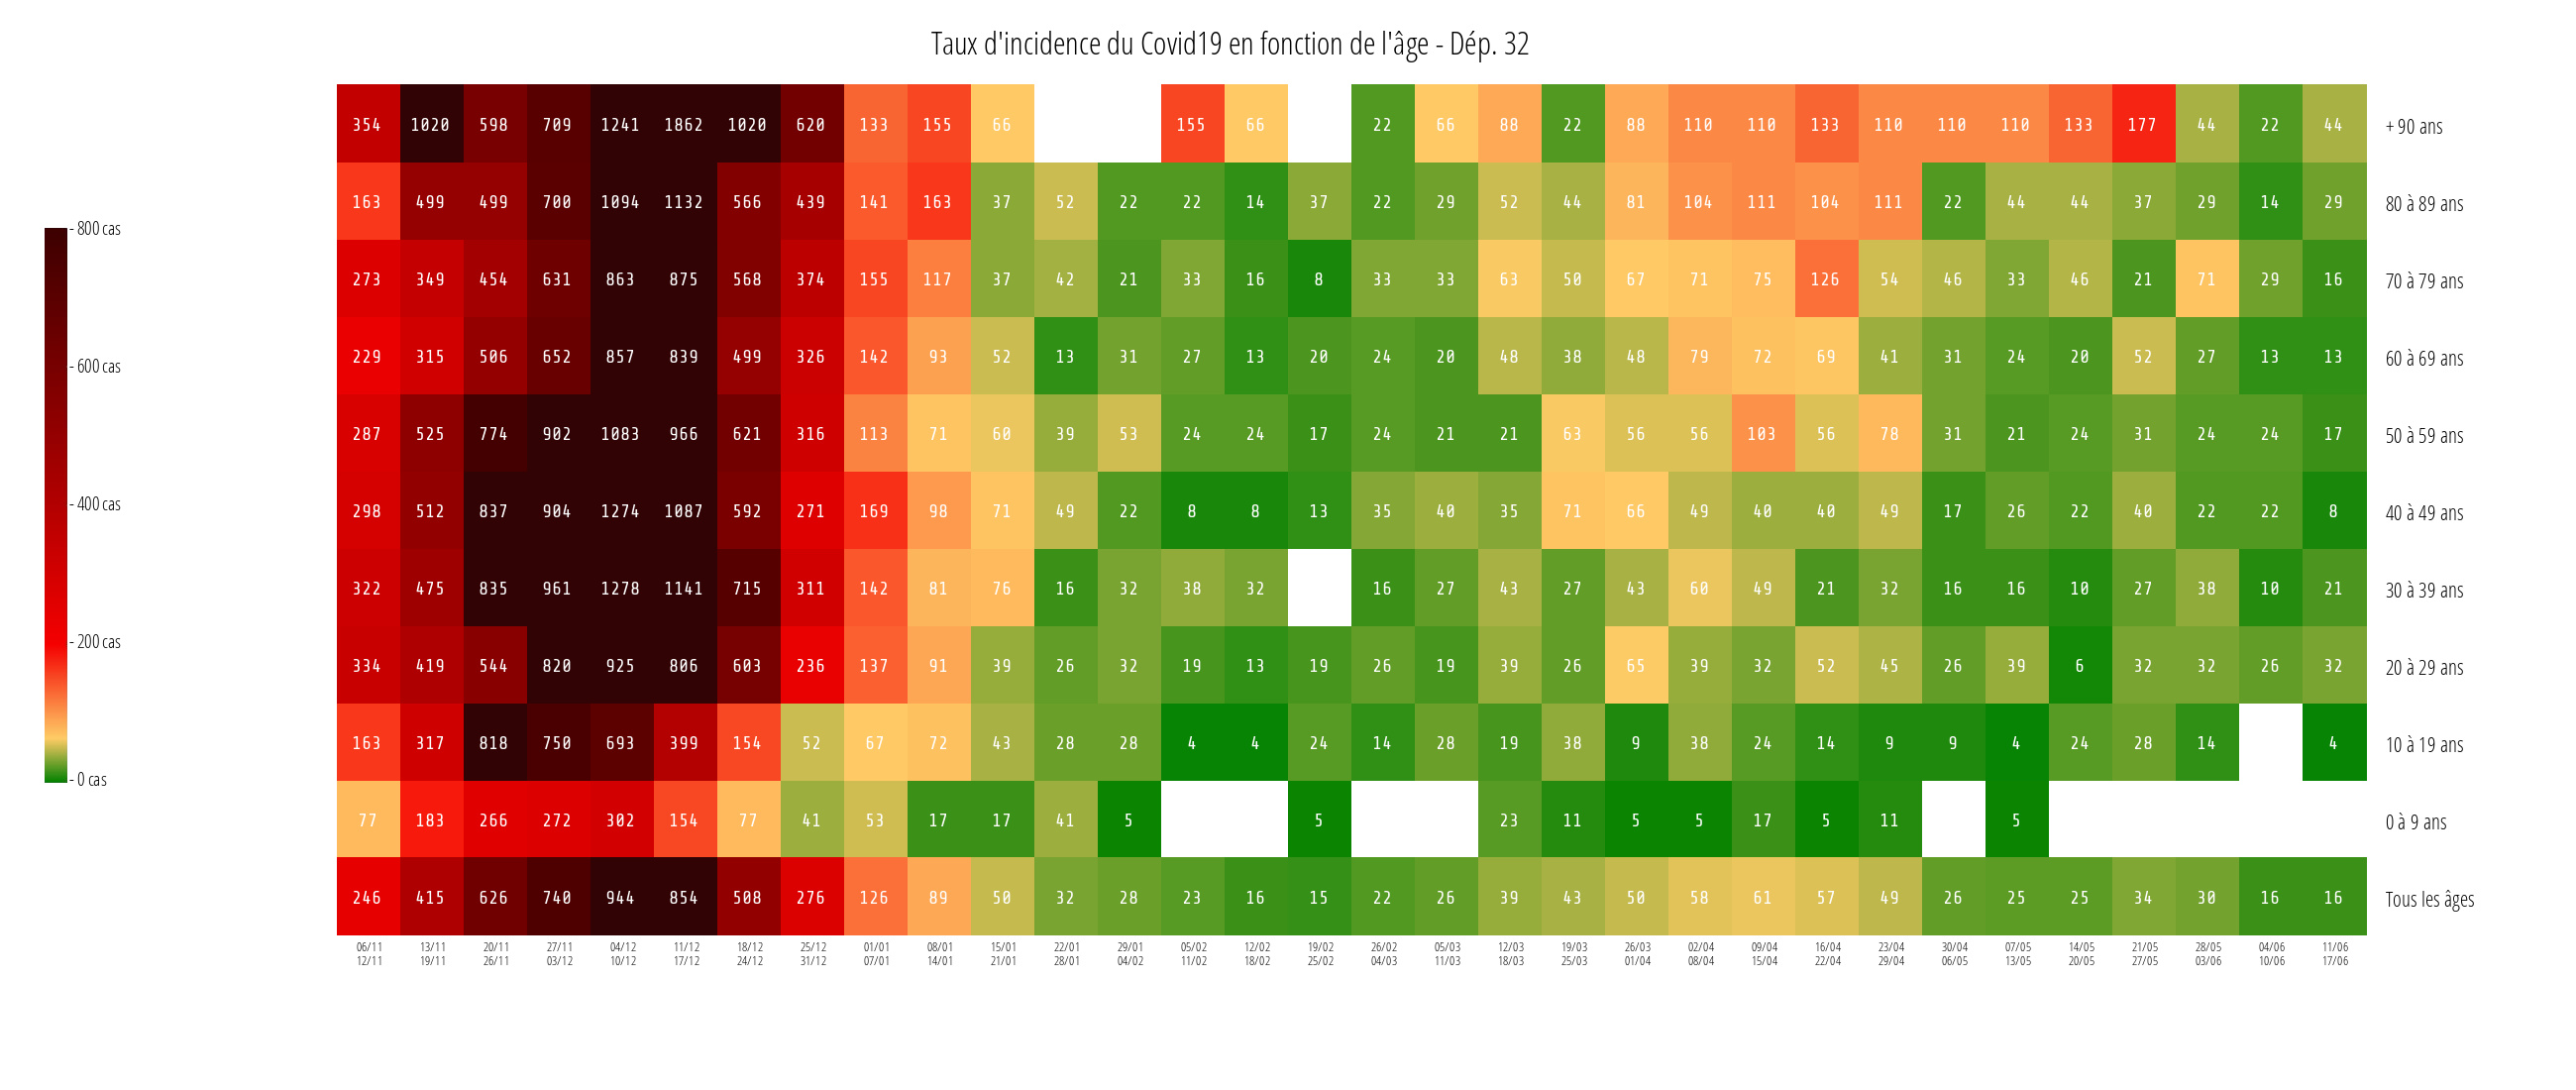 Taux d'incidence du Covid19 en fonction de l'âge - Dép. 32
- 800 cas
- 600 cas
- 400 cas
- 200 cas
- 0 cas
354 1020 598 709 1241 1862 1020 620 133 155 66 155 66 22 66 88 22 88 110 110 133 110 110 110 133 177 44 22 44 + 90 ans
163 499 499 700 1094 1132 566 439 141 163 37 52 22 22 14 37 22 29 52 44 81 104 111 104 111 22 44 44 37 29 14 29 80 à 89 ans
273 349 454 631 863 875 568 374 155 117 37 42 21 33 16 8 33 33 63 50 67 71 75 126 54 46 33 46 21 71 29 16 70 à 79 ans
229 315 506 652 857 839 499 326 142 93 52 13 31 27 13 20 24 20 48 38 48 79 72 69 41 31 24 20 52 27 13 13 60 à 69 ans
287 525 774 902 1083 966 621 316 113 71 60 39 53 24 24 17 24 21 21 63 56 56 103 56 78 31 21 24 31 24 24 17 50 à 59 ans
298 512 837 904 1274 1087 592 271 169 98 71 49 22 8 8 13 35 40 35 71 66 49 40 40 49 17 26 22 40 22 22 8 40 à 49 ans
322 475 835 961 1278 1141 715 311 142 81 76 16 32 38 32 16 27 43 27 43 60 49 21 32 16 16 10 27 38 10 21 30 à 39 ans
334 419 544 820 925 806 603 236 137 91 39 26 32 19 13 19 26 19 39 26 65 39 32 52 45 26 39 6 32 32 26 32 20 à 29 ans
163 317 818 750 693 399 154 52 67 72 43 28 28 4 4 24 14 28 19 38 9 38 24 14 9 9 4 24 28 14 4 10 à 19 ans
77 183 266 272 302 154 77 41 53 17 17 41 5 5 23 11 5 5 17 5 11 5 0 à 9 ans
246 415 626 740 944 854 508 276 126 89 50 32 28 23 16 15 22 26 39 43 50 58 61 57 49 26 25 25 34 30 16 16 Tous les âges
06/11 13/11 20/11 27/11 04/12 11/12 18/12 25/12 01/01 08/01 15/01 22/01 29/01 05/02 12/02 19/02 26/02 05/03 12/03 19/03 26/03 02/04 09/04 16/04 23/04 30/04 07/05 14/05 21/05 28/05 04/06 11/06
12/11 19/11 26/11 03/12 10/12 17/12 24/12 31/12 07/01 14/01 21/01 28/01 04/02 11/02 18/02 25/02 04/03 11/03 18/03 25/03 01/04 08/04 15/04 22/04 29/04 06/05 13/05 20/05 27/05 03/06 10/06 17/06